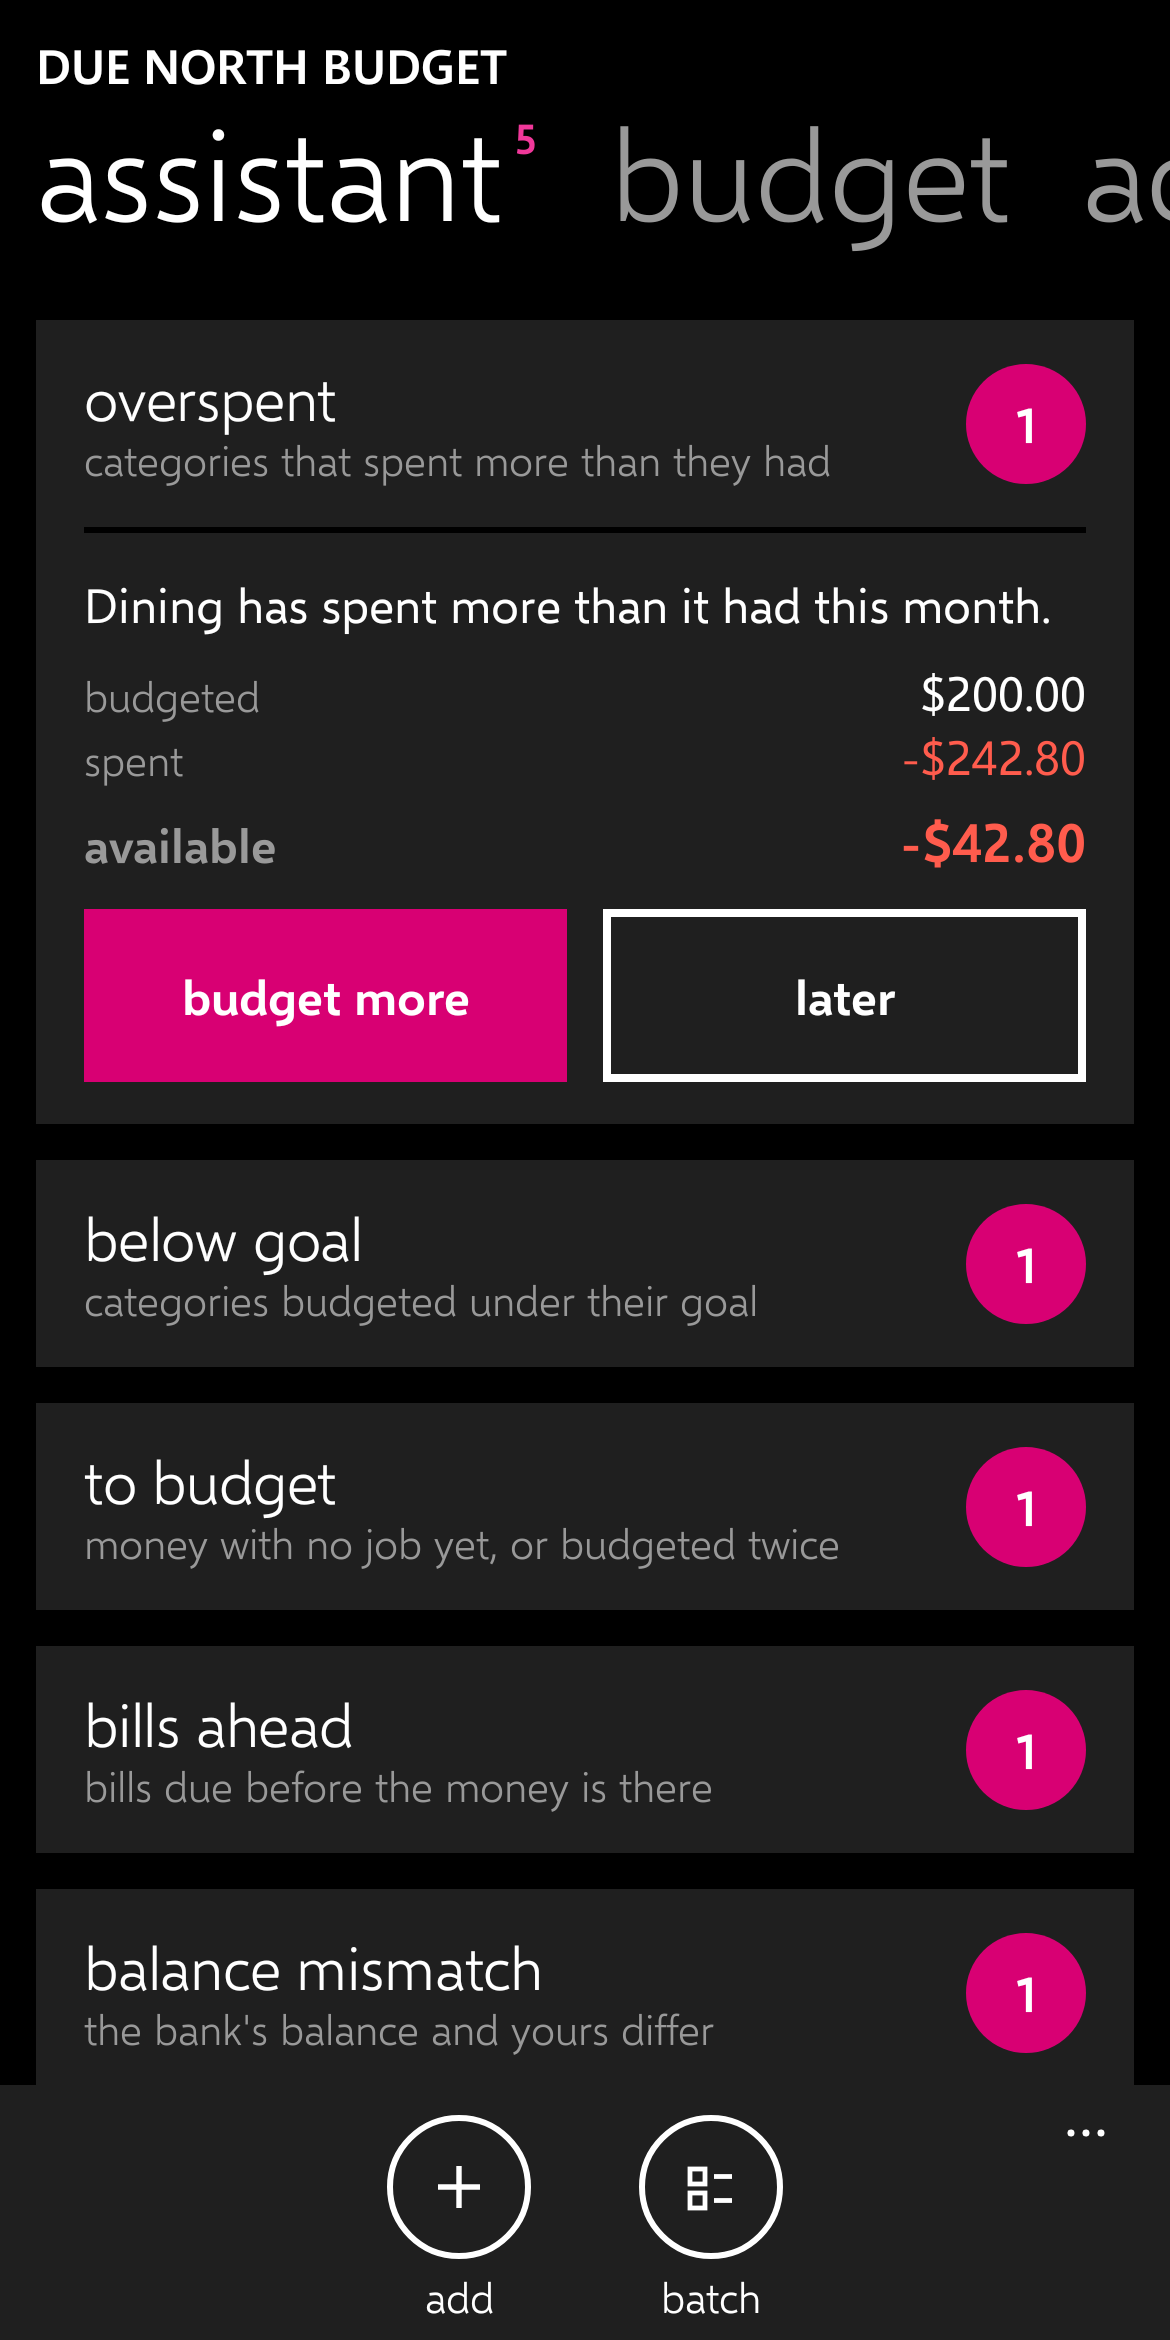 DUE NORTH BUDGET
assistant 5 budget ac
overspent
categories that spent more than they had
1
Dining has spent more than it had this month.
budgeted $200.00
spent -$242.80
available -$42.80
budget more later
below goal
categories budgeted under their goal
1
to budget
money with no job yet, or budgeted twice
1
bills ahead
bills due before the money is there
1
balance mismatch
the bank's balance and yours differ
1
add batch